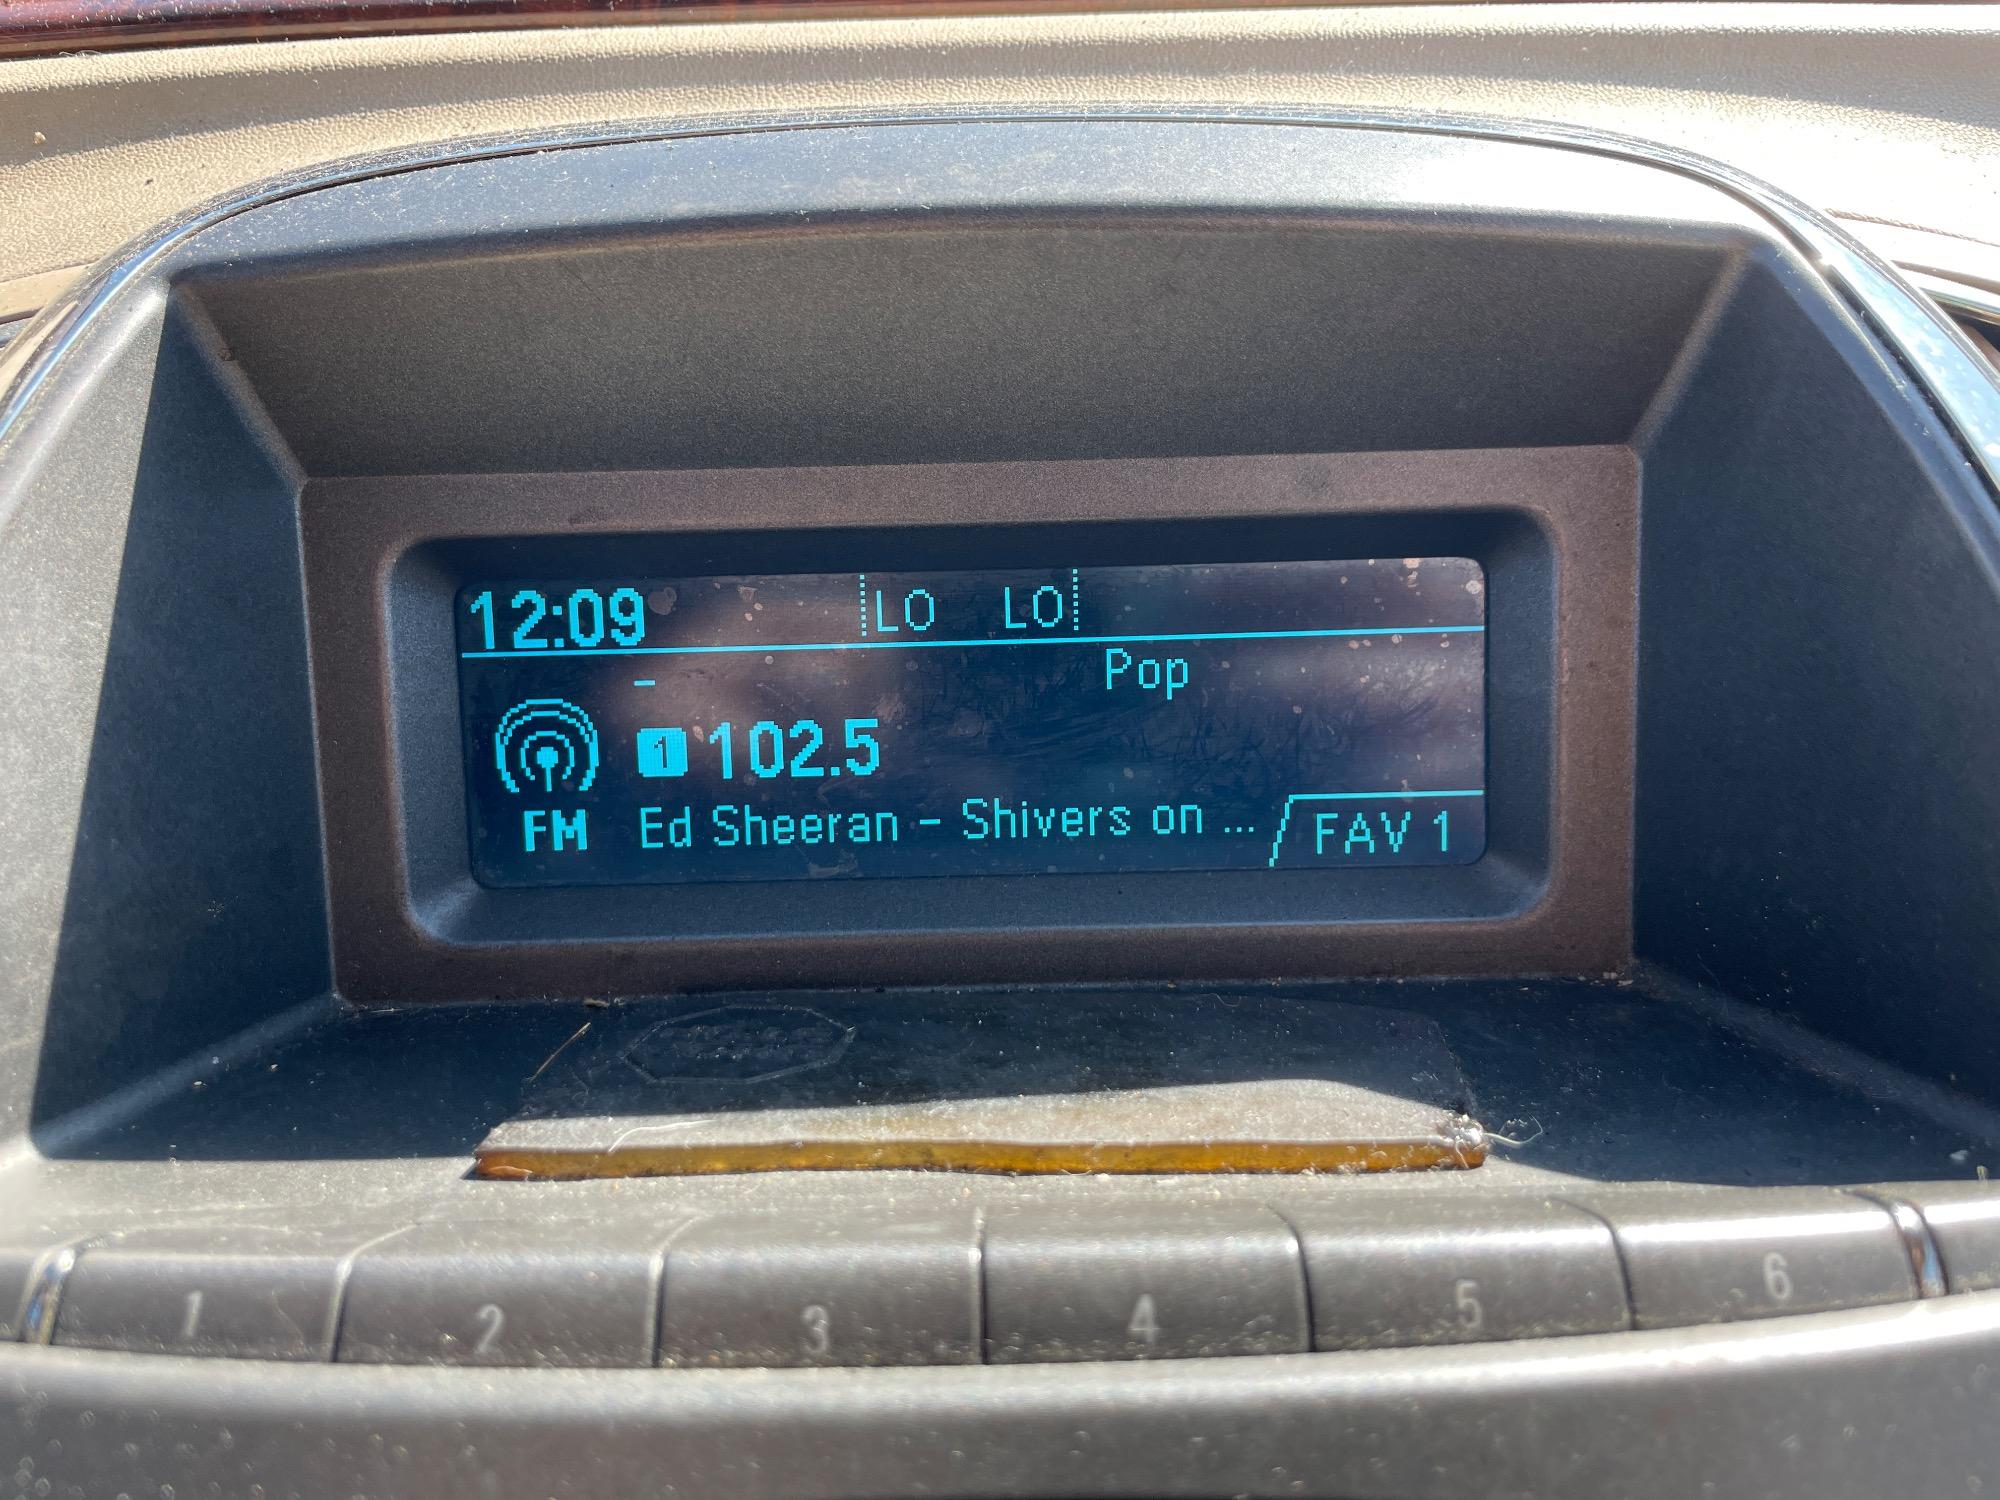 12:09 LO LO
- Pop
1 102.5
FM Ed Sheeran - Shivers on ... FAV 1
1 2 3 4 5 6